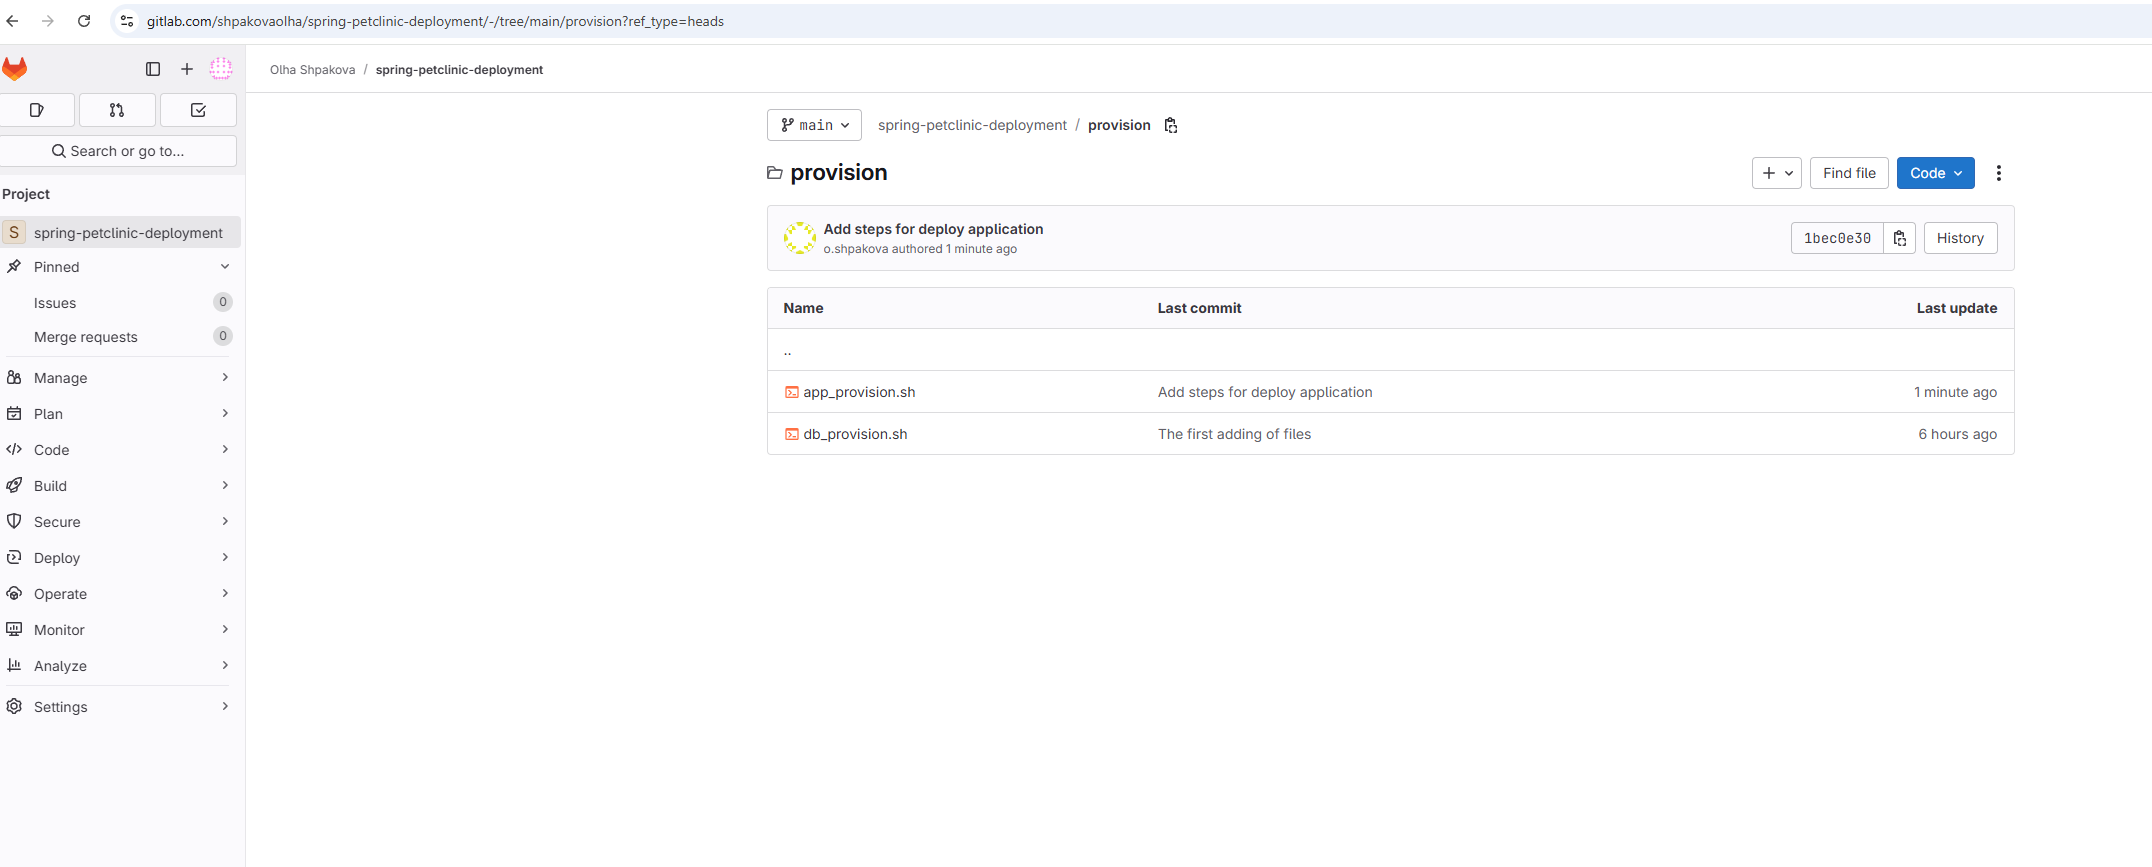 gitlab.com/shpakovaolha/spring-petclinic-deployment/-/tree/main/provision?ref_type=heads
Olha Shpakova / spring-petclinic-deployment
Search or go to...
Project
S spring-petclinic-deployment
Pinned
Issues 0
Merge requests 0
Manage
Plan
Code
Build
Secure
Deploy
Operate
Monitor
Analyze
Settings
main spring-petclinic-deployment / provision
provision Find file Code
Add steps for deploy application
o.shpakova authored 1 minute ago
1bec0e30 History
Name Last commit Last update
..
app_provision.sh Add steps for deploy application 1 minute ago
db_provision.sh The first adding of files 6 hours ago